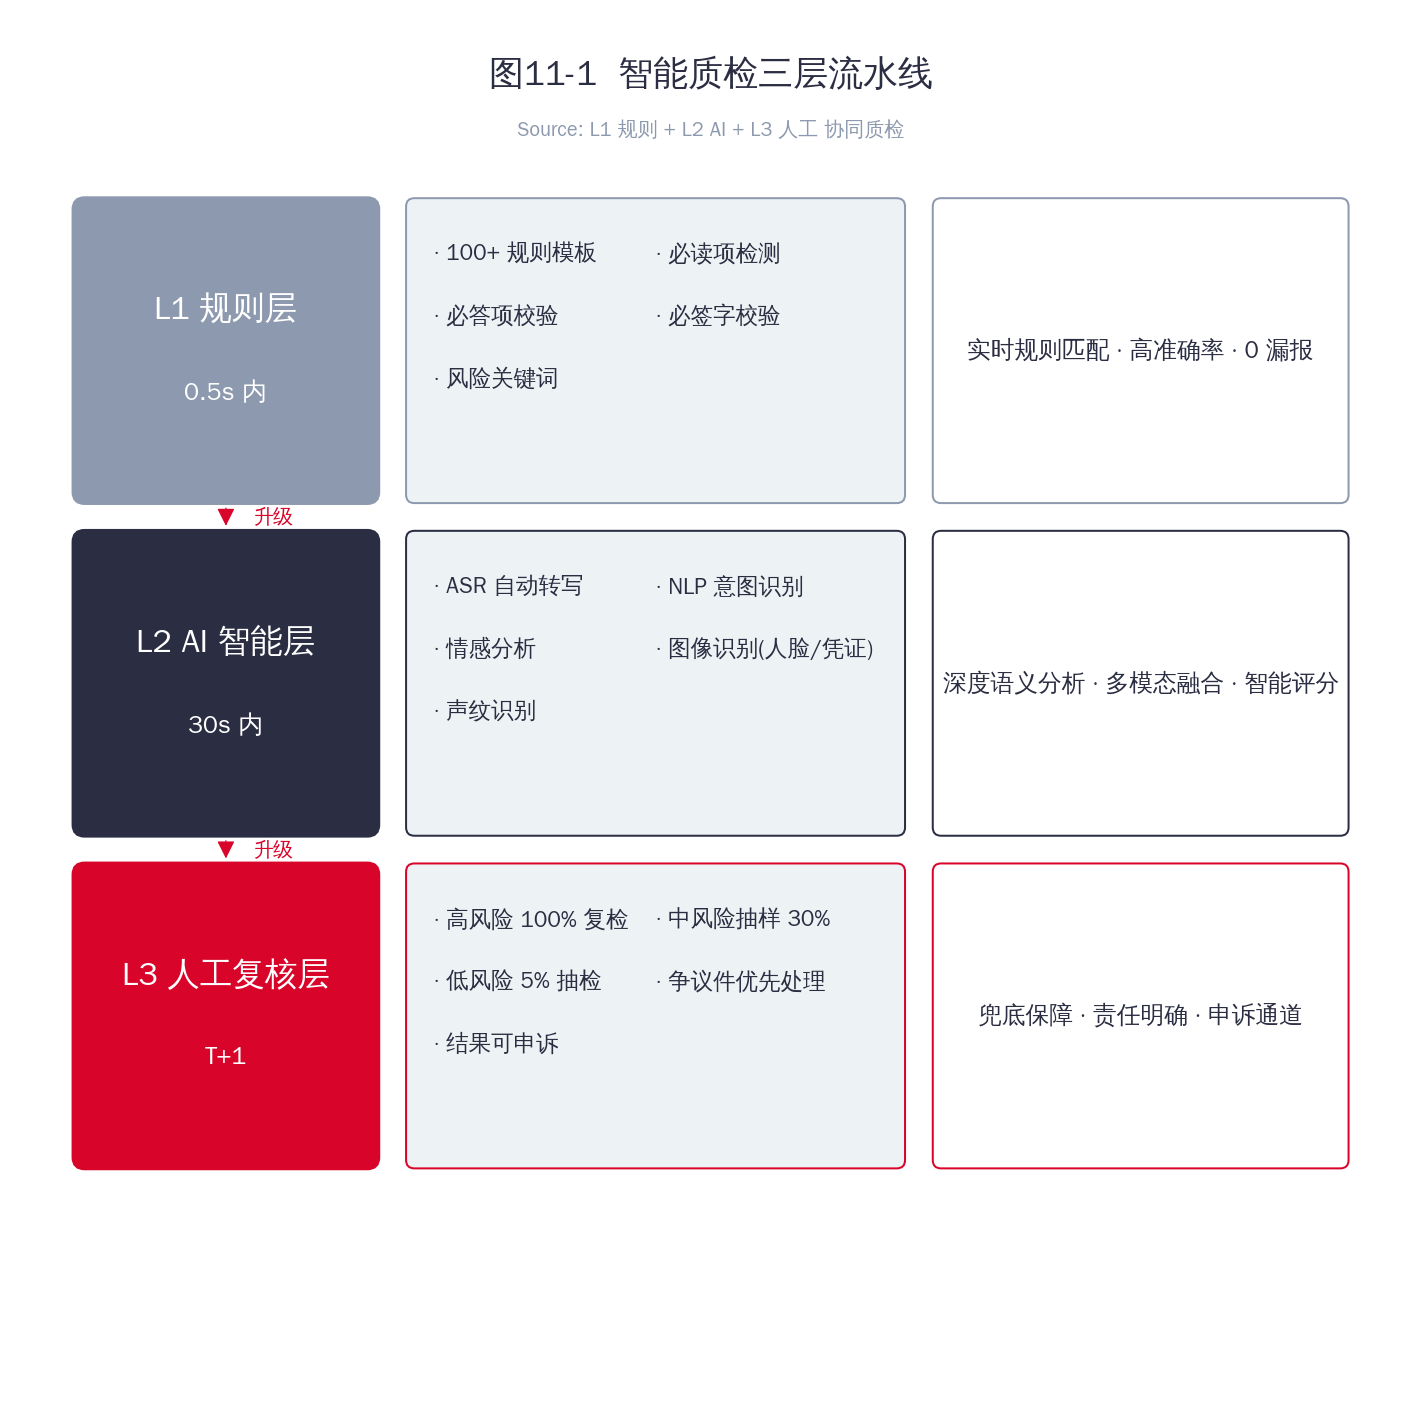 图11-1 智能质检三层流水线
Source: L1 规则 + L2 AI + L3 人工 协同质检
L1 规则层
0.5s 内
· 100+ 规则模板
· 必读项检测
· 必答项校验
· 必签字校验
· 风险关键词
实时规则匹配 · 高准确率 · 0 漏报
▼ 升级
L2 AI 智能层
30s 内
· ASR 自动转写
· NLP 意图识别
· 情感分析
· 图像识别(人脸/凭证)
· 声纹识别
深度语义分析 · 多模态融合 · 智能评分
▼ 升级
L3 人工复核层
T+1
· 高风险 100% 复检
· 中风险抽样 30%
· 低风险 5% 抽检
· 争议件优先处理
· 结果可申诉
兜底保障 · 责任明确 · 申诉通道